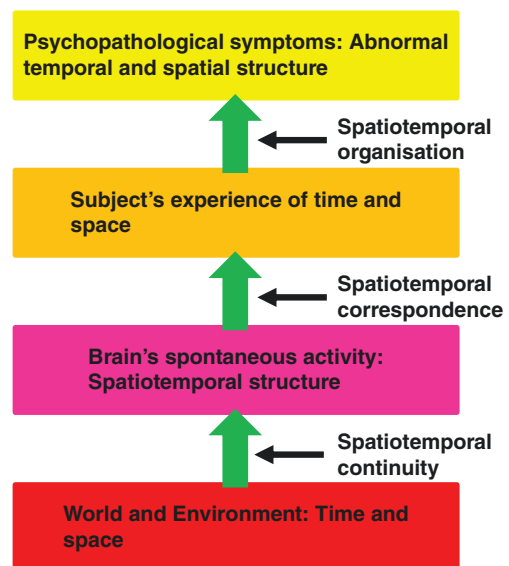 Psychopathological symptoms: Abnormal
temporal and spatial structure
Spatiotemporal
organisation
Subject's experience of time and
space
Spatiotemporal
correspondence
Brain's spontaneous activity:
Spatiotemporal structure
Spatiotemporal
continuity
World and Environment: Time and
space